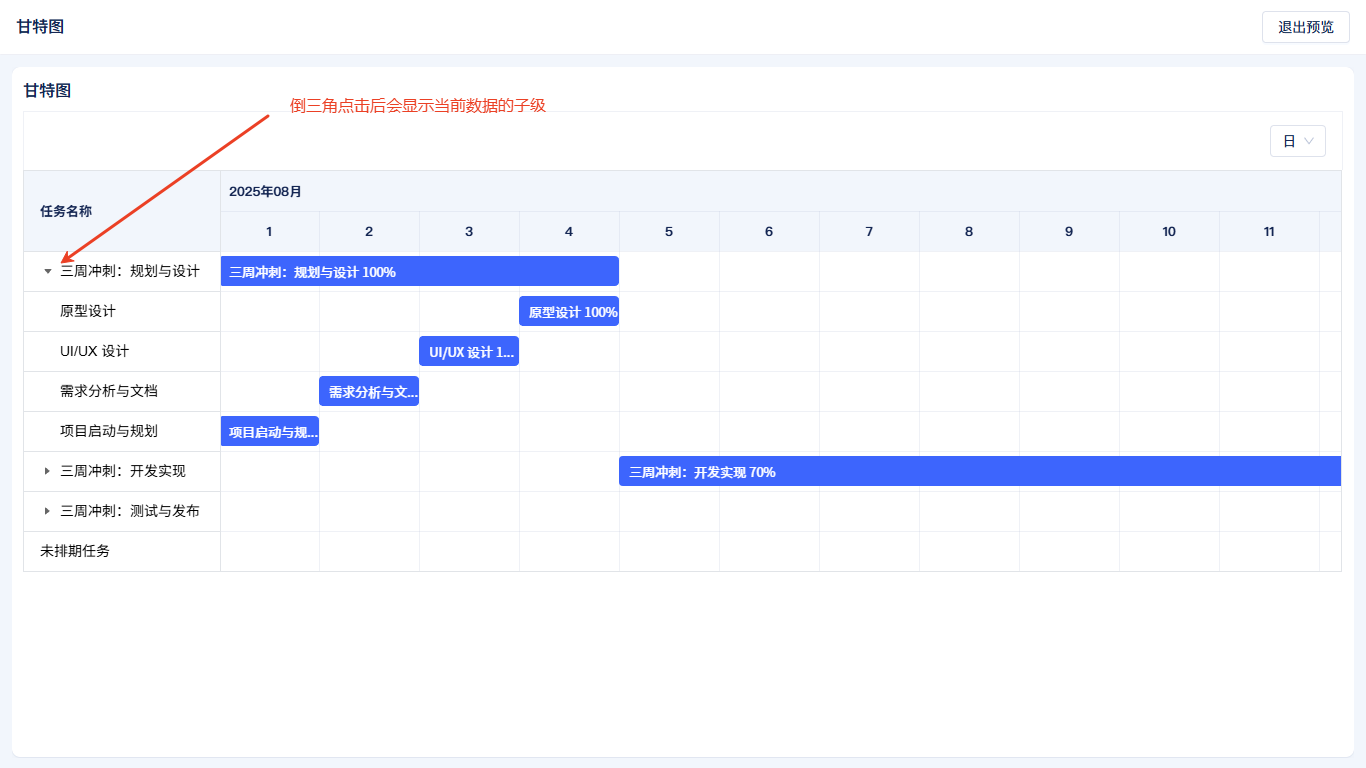 甘特图
退出预览
甘特图
倒三角点击后会显示当前数据的子级
日
任务名称
2025年08月
1 2 3 4 5 6 7 8 9 10 11
三周冲刺：规划与设计
三周冲刺：规划与设计 100%
原型设计
原型设计 100%
UI/UX 设计
UI/UX 设计 1...
需求分析与文档
需求分析与文...
项目启动与规划
项目启动与规...
三周冲刺：开发实现
三周冲刺：开发实现 70%
三周冲刺：测试与发布
未排期任务